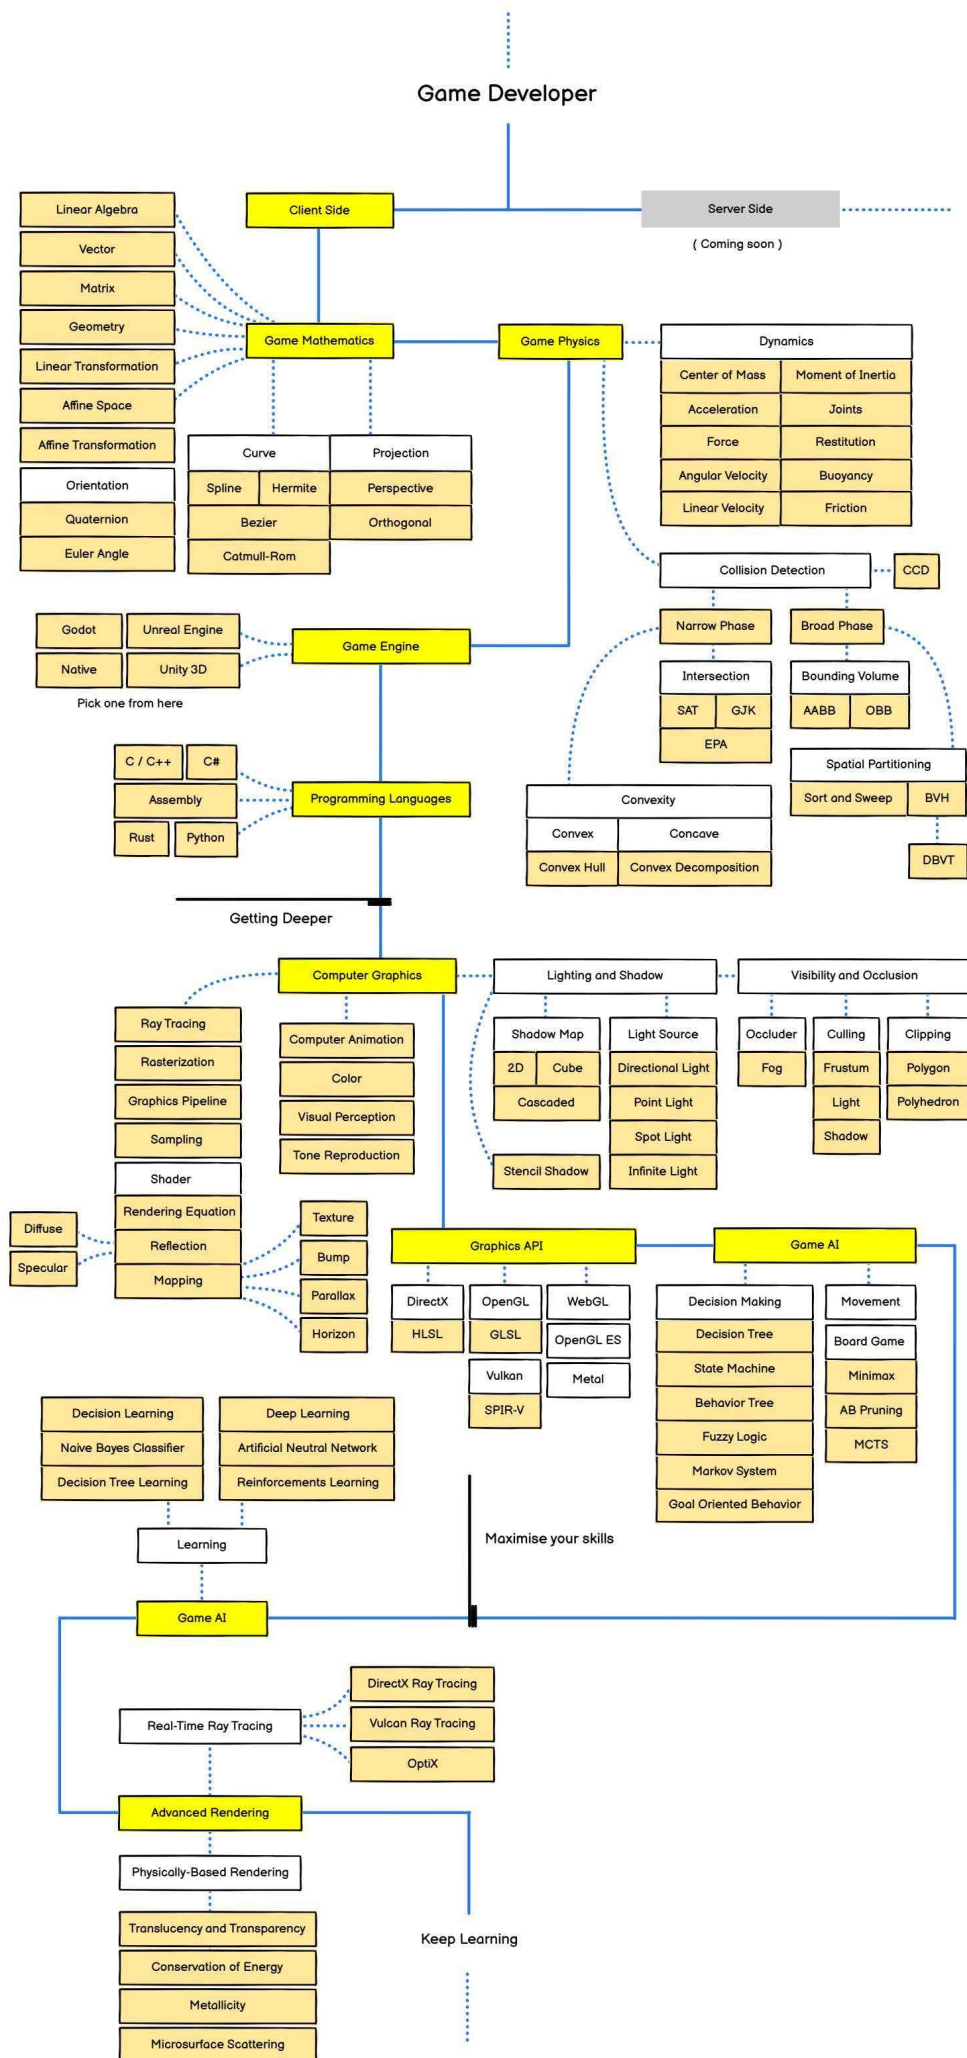 Game Developer
Client Side
Server Side
( Coming soon )
Linear Algebra
Vector
Matrix
Geometry
Linear Transformation
Affine Space
Affine Transformation
Orientation
Quaternion
Euler Angle
Game Mathematics
Curve
Spline
Hermite
Bezier
Catmull-Rom
Projection
Perspective
Orthogonal
Game Physics
Dynamics
Center of Mass
Moment of Inertia
Acceleration
Joints
Force
Restitution
Angular Velocity
Buoyancy
Linear Velocity
Friction
Collision Detection
CCD
Narrow Phase
Broad Phase
Intersection
SAT
GJK
EPA
Bounding Volume
AABB
OBB
Spatial Partitioning
Sort and Sweep
BVH
DBVT
Convexity
Convex
Concave
Convex Hull
Convex Decomposition
Godot
Unreal Engine
Native
Unity 3D
Pick one from here
Game Engine
C / C++
C#
Assembly
Rust
Python
Programming Languages
Getting Deeper
Computer Graphics
Lighting and Shadow
Visibility and Occlusion
Ray Tracing
Rasterization
Graphics Pipeline
Sampling
Shader
Rendering Equation
Reflection
Mapping
Diffuse
Specular
Texture
Bump
Parallax
Horizon
Computer Animation
Color
Visual Perception
Tone Reproduction
Shadow Map
2D
Cube
Cascaded
Stencil Shadow
Light Source
Directional Light
Point Light
Spot Light
Infinite Light
Occluder
Fog
Culling
Frustum
Light
Shadow
Clipping
Polygon
Polyhedron
Graphics API
DirectX
HLSL
OpenGL
GLSL
Vulkan
SPIR-V
WebGL
OpenGL ES
Metal
Game AI
Decision Making
Decision Tree
State Machine
Behavior Tree
Fuzzy Logic
Markov System
Goal Oriented Behavior
Movement
Board Game
Minimax
AB Pruning
MCTS
Decision Learning
Naive Bayes Classifier
Decision Tree Learning
Deep Learning
Artificial Neutral Network
Reinforcements Learning
Learning
Maximise your skills
Game AI
Real-Time Ray Tracing
DirectX Ray Tracing
Vulcan Ray Tracing
OptiX
Advanced Rendering
Physically-Based Rendering
Translucency and Transparency
Conservation of Energy
Metallicity
Microsurface Scattering
Keep Learning